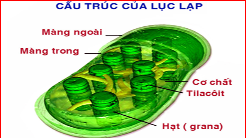 CẤU TRÚC CỦA LỤC LẠP
Màng ngoài
Màng trong
Cơ chất
Tilacôit
Hạt ( grana)